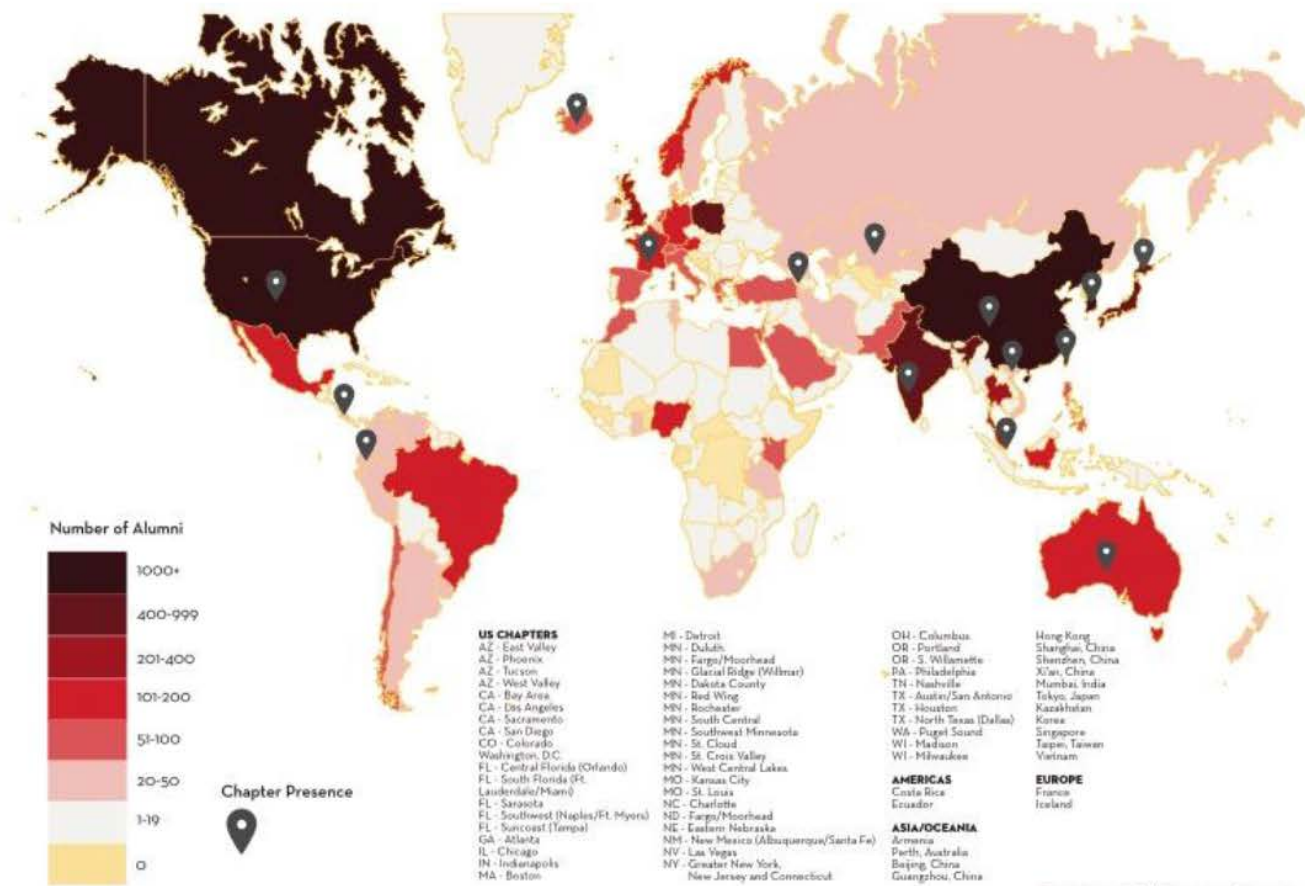 Number of Alumni
1000+
400-999
201-400
101-200
51-100
20-50
1-19
0
Chapter Presence
US CHAPTERS
AZ - East Valley
AZ - Phoenix
AZ - Tucson
AZ - West Valley
CA - Bay Area
CA - Los Angeles
CA - Sacramento
CA - San Diego
CO - Colorado
Washington, D.C.
FL - Central Florida (Orlando)
FL - South Florida (Ft.
Lauderdale/Miami)
FL - Sarasota
FL - Southwest (Naples/Ft. Myers)
FL - Suncoast (Tampa)
GA - Atlanta
IL - Chicago
IN - Indianapolis
MA - Boston
MI - Detroit
MN - Duluth
MN - Fargo/Moorhead
MN - Glacial Ridge (Willmar)
MN - Dakota County
MN - Red Wing
MN - Rochester
MN - South Central
MN - Southwest Minnesota
MN - St. Cloud
MN - St. Croix Valley
MN - West Central Lakes
MO - Kansas City
MO - St. Louis
NC - Charlotte
ND - Fargo/Moorhead
NE - Eastern Nebraska
NM - New Mexico (Albuquerque/Santa Fe)
NV - Las Vegas
NY - Greater New York,
New Jersey and Connecticut
OH - Columbus
OR - Portland
OR - S. Willamette
PA - Philadelphia
TN - Nashville
TX - Austin/San Antonio
TX - Houston
TX - North Texas (Dallas)
WA - Puget Sound
WI - Madison
WI - Milwaukee
AMERICAS
Costa Rica
Ecuador
ASIA/OCEANIA
Armenia
Perth, Australia
Beijing, China
Guangzhou, China
Hong Kong
Shanghai, China
Shenzhen, China
Xi'an, China
Mumbai, India
Tokyo, Japan
Kazakhstan
Korea
Singapore
Taipei, Taiwan
Vietnam
EUROPE
France
Iceland